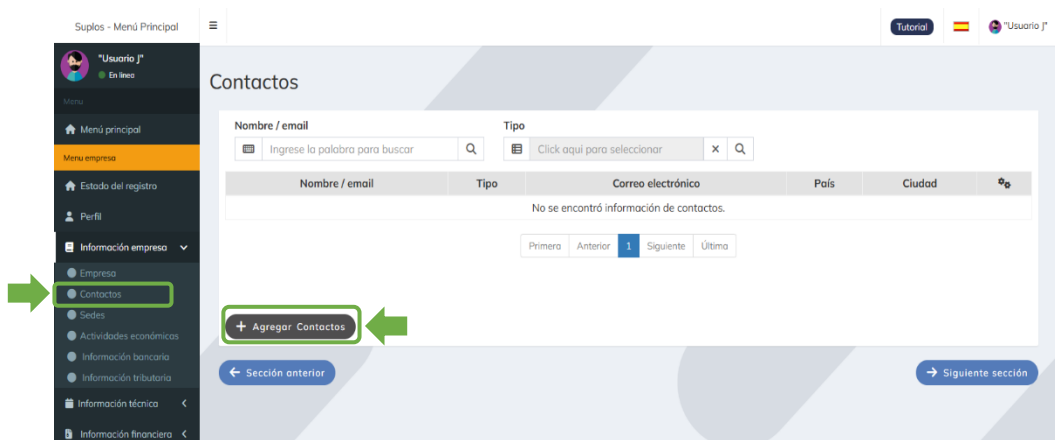 Suplos - Menú Principal
Tutorial
"Usuario J"
"Usuario J"
En línea
Menu
Menú principal
Menu empresa
Estado del registro
Perfil
Información empresa
Empresa
Contactos
Sedes
Actividades económicas
Información bancaria
Información tributaria
Información técnica
Información financiera
Contactos
Nombre / email
Tipo
Ingrese la palabra para buscar
Click aquí para seleccionar
X
Nombre / email Tipo Correo electrónico País Ciudad
No se encontró información de contactos.
Primera Anterior 1 Siguiente Última
+ Agregar Contactos
← Sección anterior
→ Siguiente sección